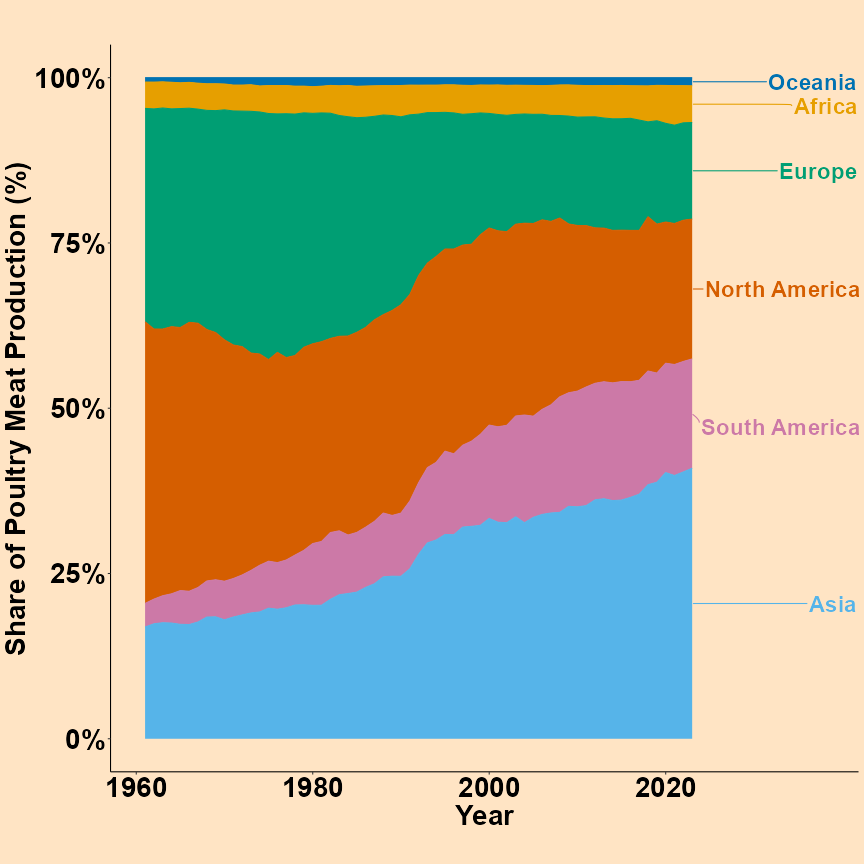 Share of Poultry Meat Production (%)
100%
75%
50%
25%
0%
1960
1980
2000
2020
Year
Oceania
Africa
Europe
North America
South America
Asia